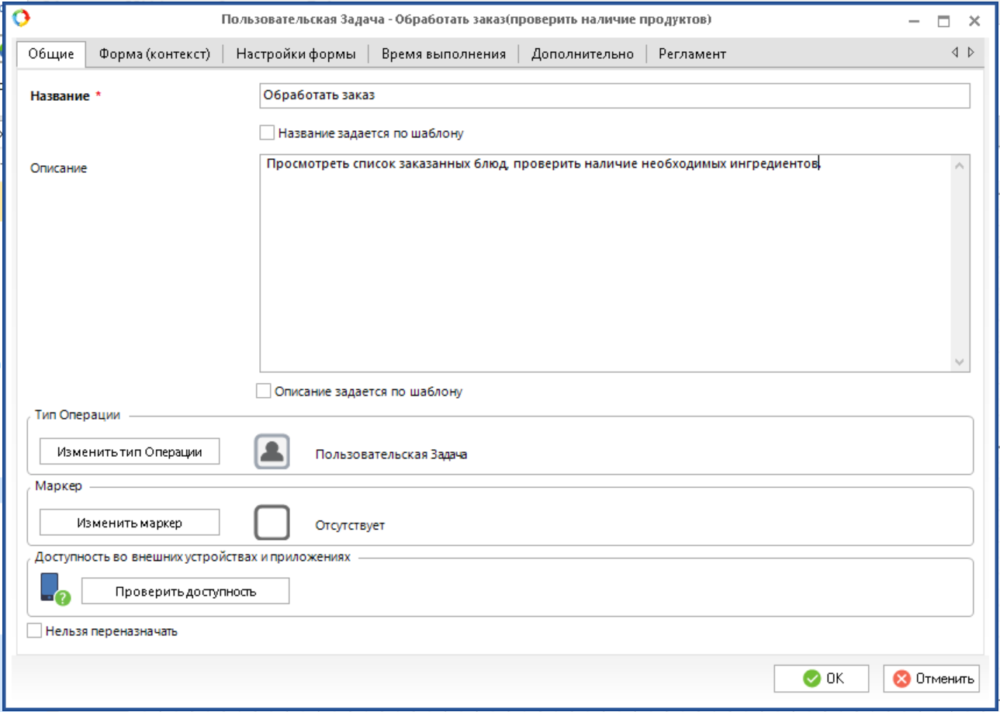 Пользовательская Задача - Обработать заказ(проверить наличие продуктов)
Общие Форма (контекст) Настройки формы Время выполнения Дополнительно Регламент
Название * Обработать заказ
Название задается по шаблону
Описание Просмотреть список заказанных блюд, проверить наличие необходимых ингредиентов.
Описание задается по шаблону
Тип Операции
Изменить тип Операции Пользовательская Задача
Маркер
Изменить маркер Отсутствует
Доступность во внешних устройствах и приложениях
? Проверить доступность
Нельзя переназначать
OK Отменить